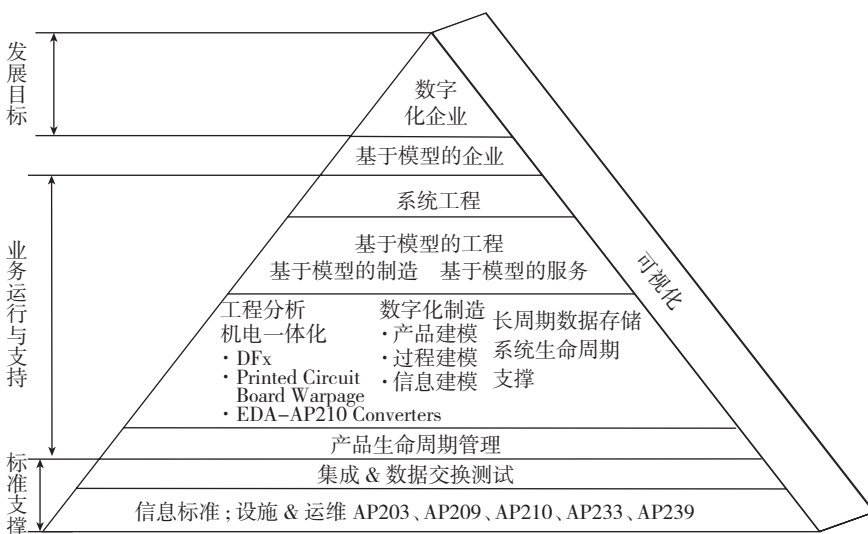 发展目标
数字
化企业
基于模型的企业
业务运行与支持
系统工程
基于模型的工程
基于模型的制造 基于模型的服务
工程分析
机电一体化
· DFx
· Printed Circuit
Board Warpage
· EDA-AP210 Converters
数字化制造
·产品建模
·过程建模
·信息建模
长周期数据存储
系统生命周期
支撑
产品生命周期管理
标准支撑
集成 & 数据交换测试
信息标准；设施 & 运维 AP203、AP209、AP210、AP233、AP239
可视化